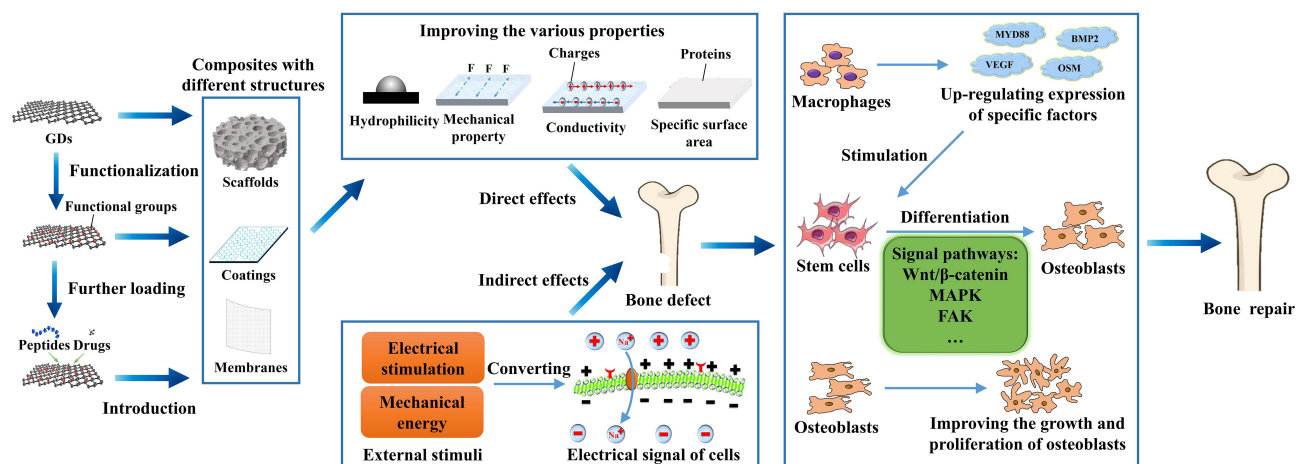 GDs
Functionalization
Functional groups
Further loading
Peptides Drugs
Introduction
Composites with
different structures
Scaffolds
Coatings
Membranes
Improving the various properties
Hydrophilicity
F F F
Mechanical
property
Charges
Conductivity
Proteins
Specific surface
area
Direct effects
Indirect effects
Bone defect
Electrical
stimulation
Mechanical
energy
External stimuli
Converting
+ Na+ + +
+ + + + + +
− − − − − −
− Na+ − −
Electrical signal of cells
Macrophages
MYD88
BMP2
VEGF
OSM
Up-regulating expression
of specific factors
Stimulation
Stem cells
Differentiation
Signal pathways:
Wnt/β-catenin
MAPK
FAK
…
Osteoblasts
Osteoblasts
Improving the growth and
proliferation of osteoblasts
Bone repair